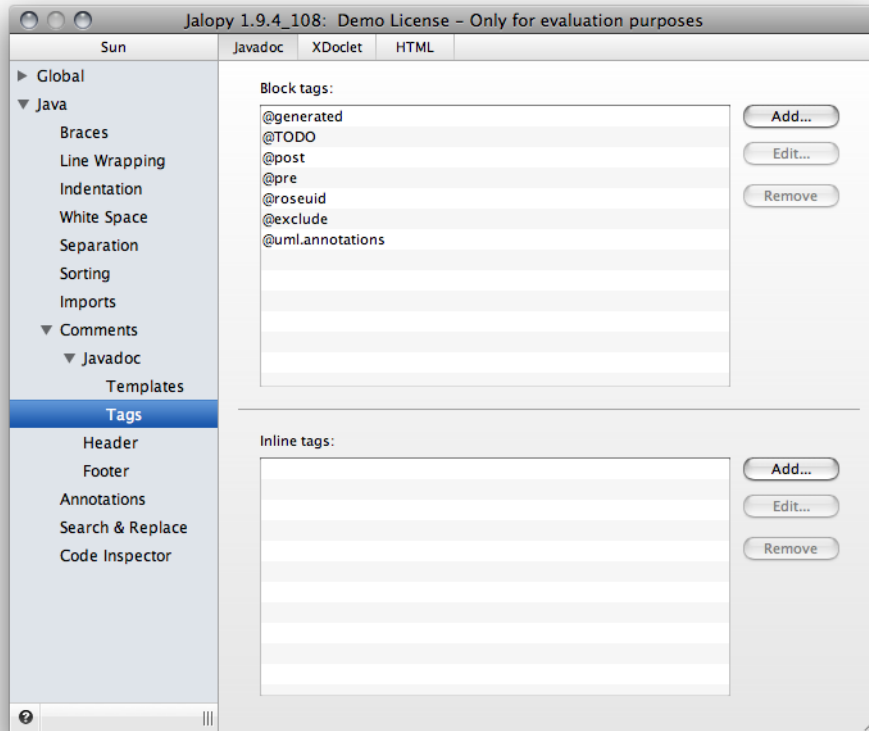 Jalopy 1.9.4_108: Demo License – Only for evaluation purposes
Sun
Javadoc XDoclet HTML
Global
Java
Braces
Line Wrapping
Indentation
White Space
Separation
Sorting
Imports
Comments
Javadoc
Templates
Tags
Header
Footer
Annotations
Search & Replace
Code Inspector
?
Block tags:
@generated
@TODO
@post
@pre
@roseuid
@exclude
@uml.annotations
Add...
Edit...
Remove
Inline tags:
Add...
Edit...
Remove